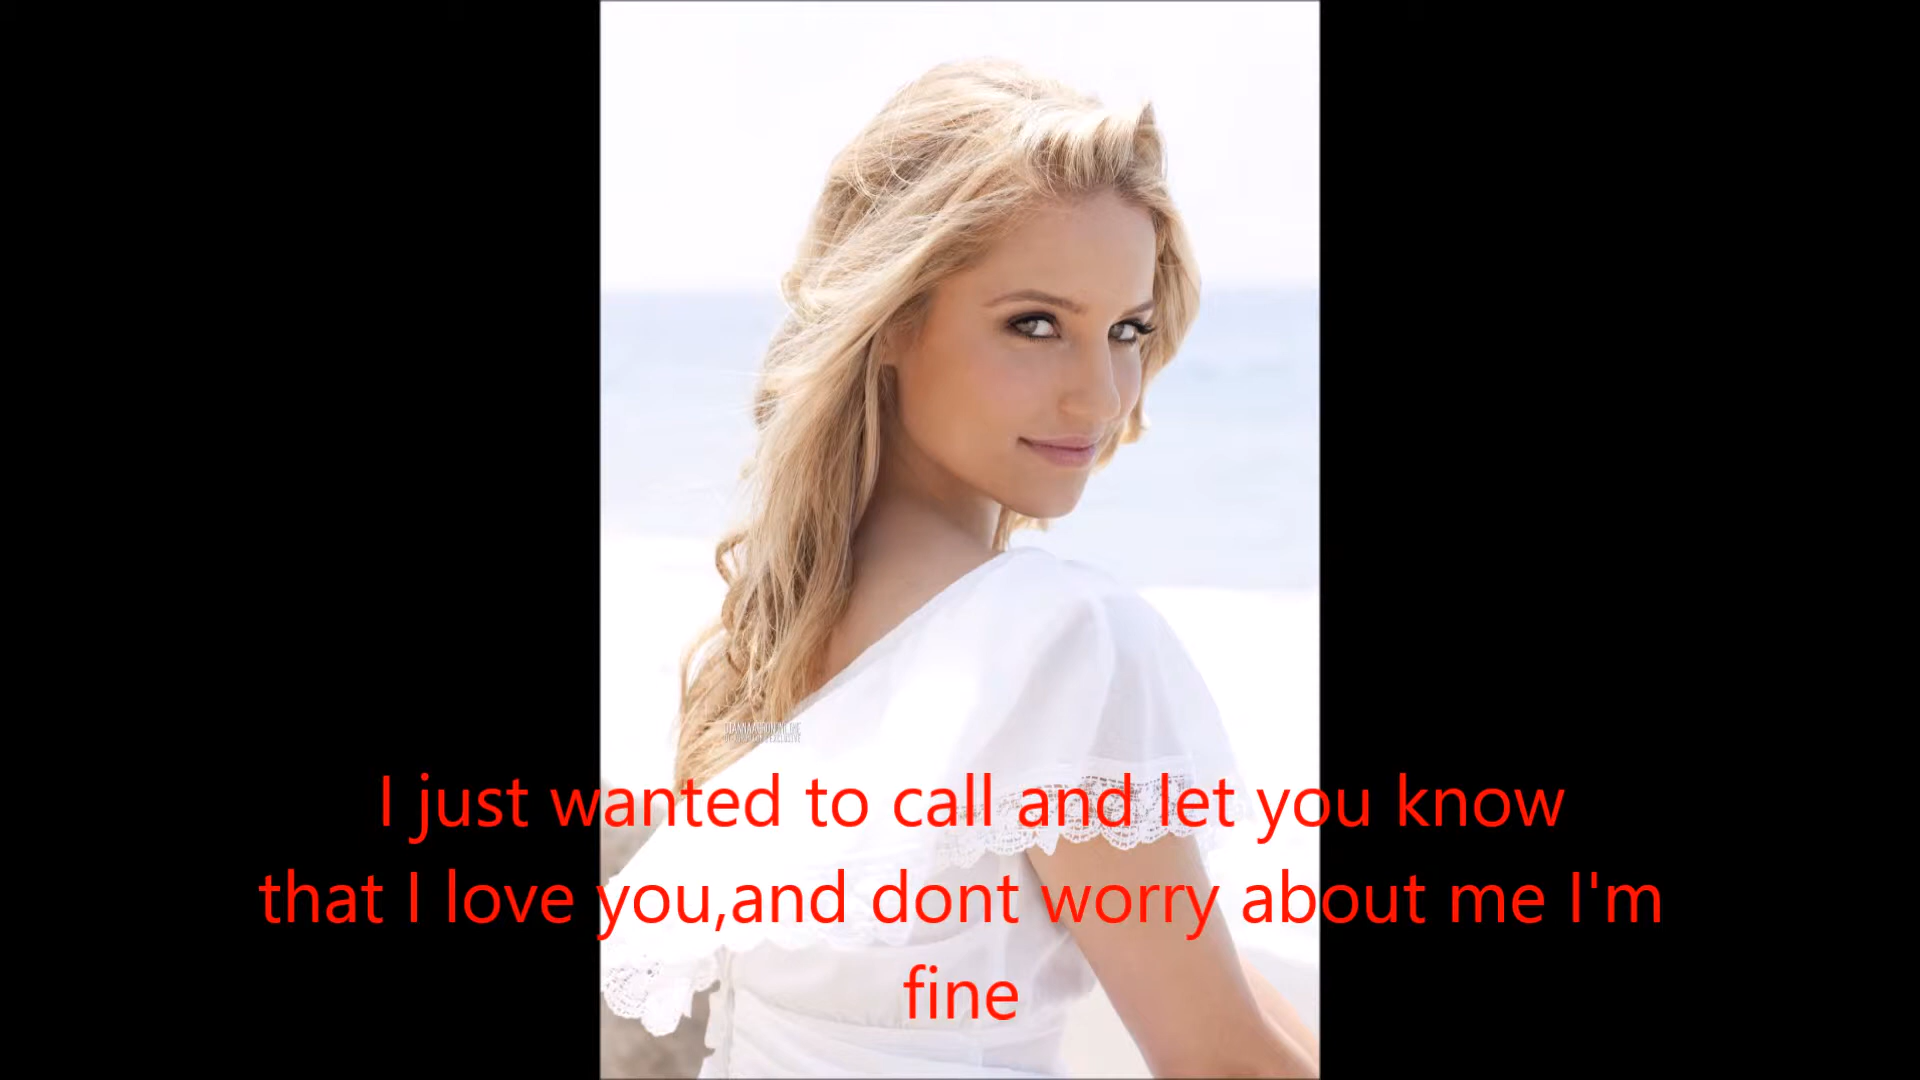 I just wanted to call and let you know
that I love you,and dont worry about me I'm
fine